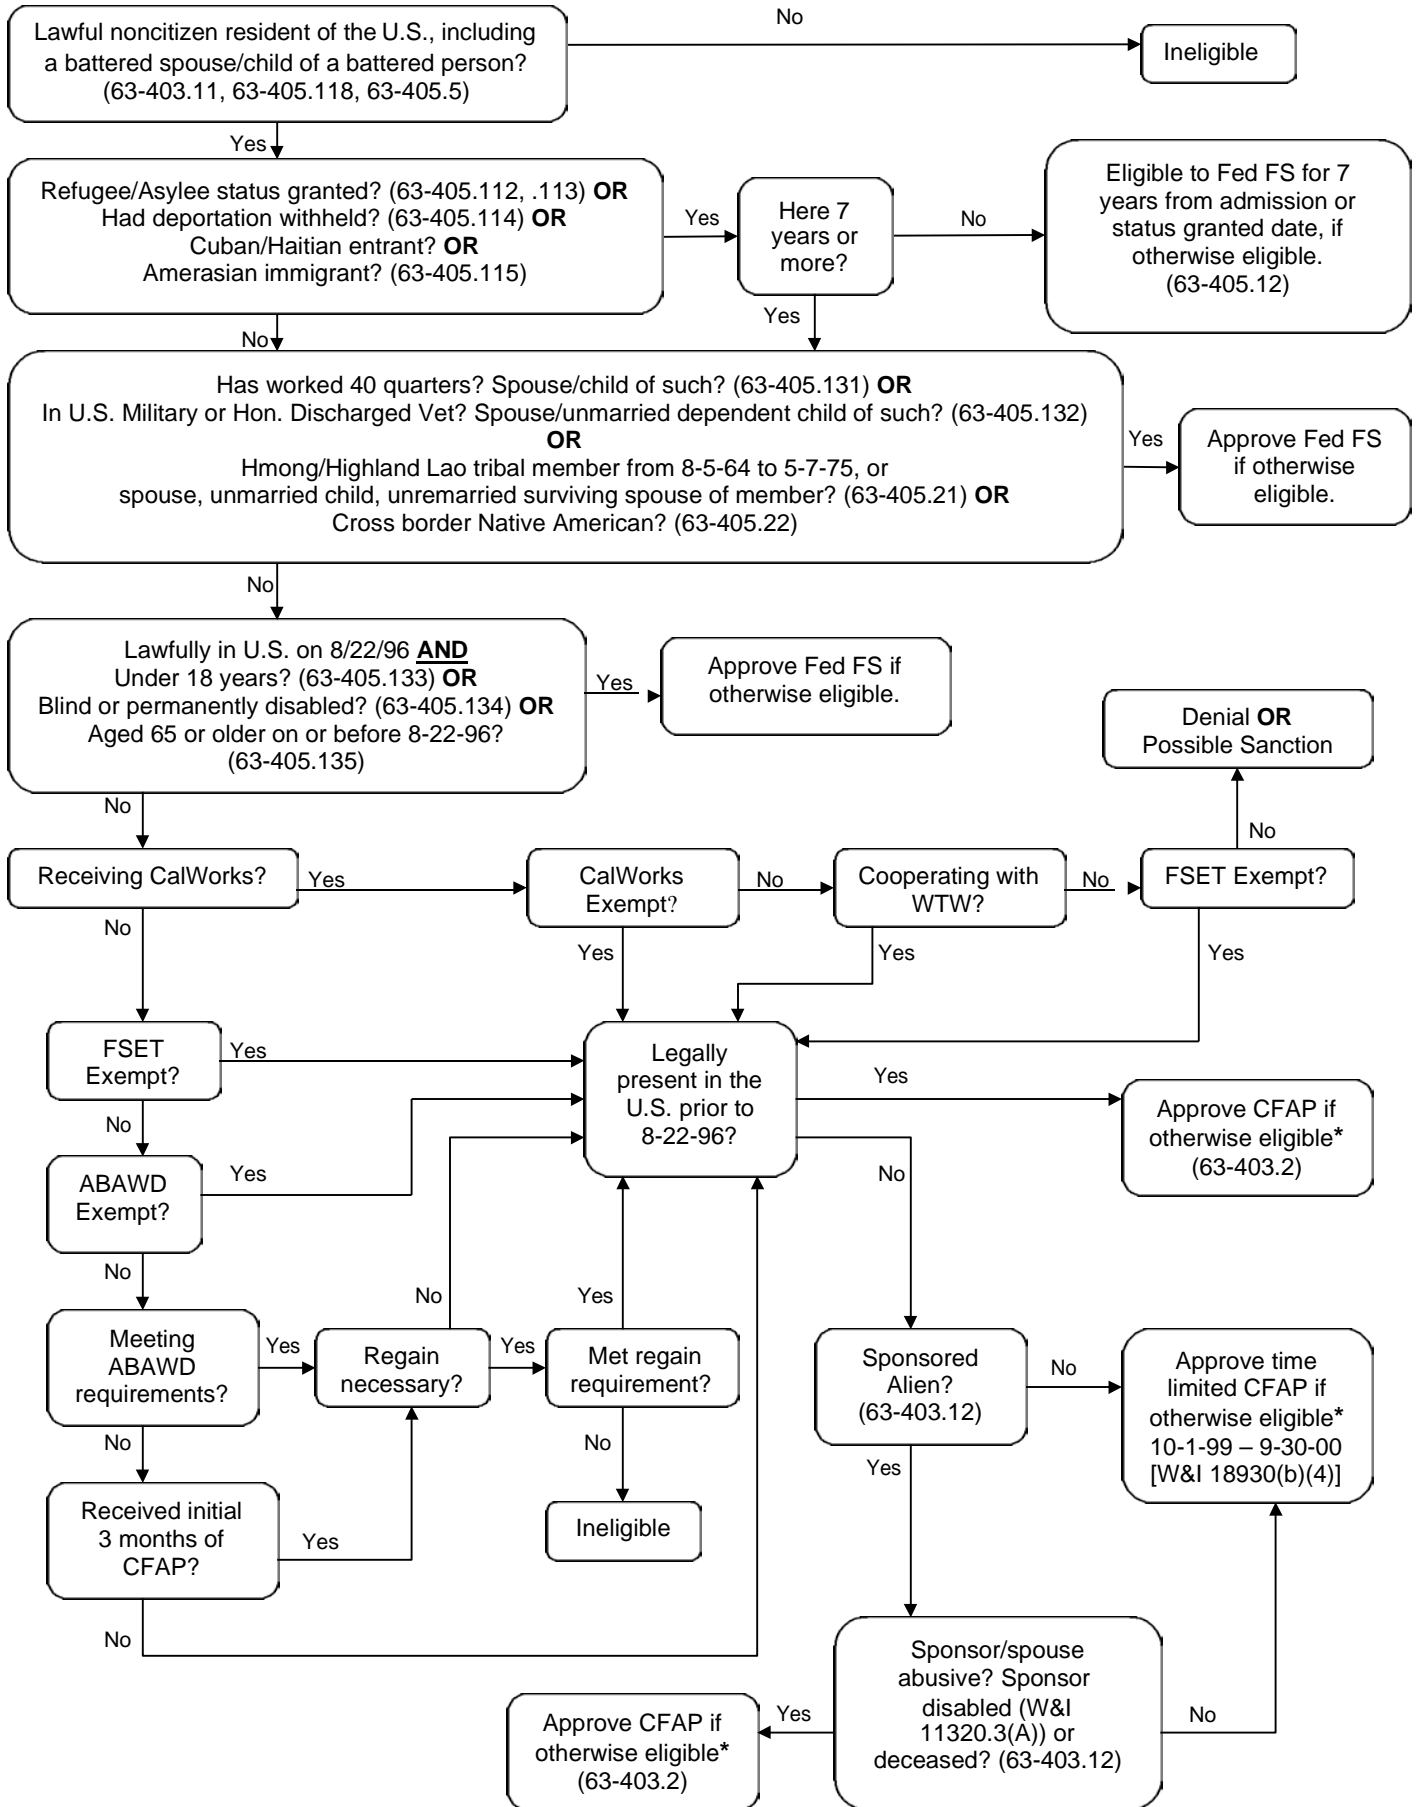 No
Lawful noncitizen resident of the U.S., including
a battered spouse/child of a battered person?
(63-403.11, 63-405.118, 63-405.5)
Ineligible
Yes
Refugee/Asylee status granted? (63-405.112, .113) OR
Had deportation withheld? (63-405.114) OR
Cuban/Haitian entrant? OR
Amerasian immigrant? (63-405.115)
Yes
Here 7
years or
more?
No
Eligible to Fed FS for 7
years from admission or
status granted date, if
otherwise eligible.
(63-405.12)
No
Yes
Has worked 40 quarters? Spouse/child of such? (63-405.131) OR
In U.S. Military or Hon. Discharged Vet? Spouse/unmarried dependent child of such? (63-405.132)
OR
Hmong/Highland Lao tribal member from 8-5-64 to 5-7-75, or
spouse, unmarried child, unremarried surviving spouse of member? (63-405.21) OR
Cross border Native American? (63-405.22)
Yes
Approve Fed FS
if otherwise
eligible.
No
Lawfully in U.S. on 8/22/96 AND
Under 18 years? (63-405.133) OR
Blind or permanently disabled? (63-405.134) OR
Aged 65 or older on or before 8-22-96?
(63-405.135)
Yes
Approve Fed FS if
otherwise eligible.
Denial OR
Possible Sanction
No
No
Receiving CalWorks?
Yes
CalWorks
Exempt?
No
Cooperating with
WTW?
No
FSET Exempt?
No
Yes
Yes
Yes
FSET
Exempt?
Yes
Legally
present in the
U.S. prior to
8-22-96?
Yes
Approve CFAP if
otherwise eligible*
(63-403.2)
No
ABAWD
Exempt?
Yes
No
No
No
Yes
Meeting
ABAWD
requirements?
Yes
Regain
necessary?
Yes
Met regain
requirement?
Sponsored
Alien?
(63-403.12)
No
Approve time
limited CFAP if
otherwise eligible*
10-1-99 – 9-30-00
[W&I 18930(b)(4)]
No
No
Yes
Received initial
3 months of
CFAP?
Yes
Ineligible
No
Sponsor/spouse
abusive? Sponsor
disabled (W&I
11320.3(A)) or
deceased? (63-403.12)
Yes
No
Approve CFAP if
otherwise eligible*
(63-403.2)